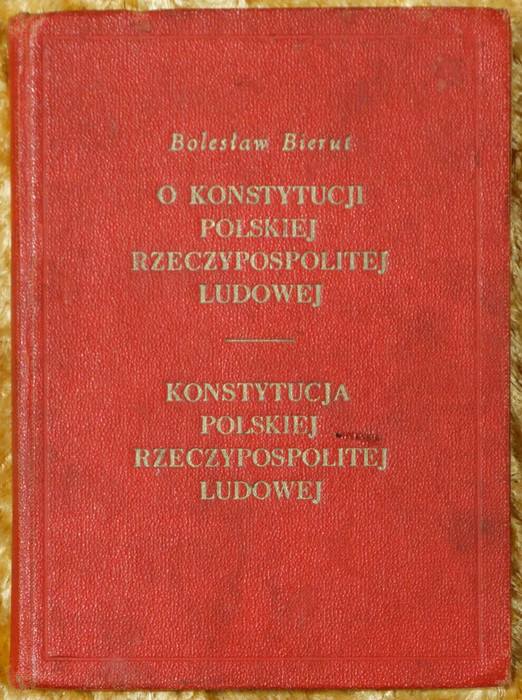 Bolesław Bierut
O KONSTYTUCJI
POLSKIEJ
RZECZYPOSPOLITEJ
LUDOWEJ
KONSTYTUCJA
POLSKIEJ
RZECZYPOSPOLITEJ
LUDOWEJ